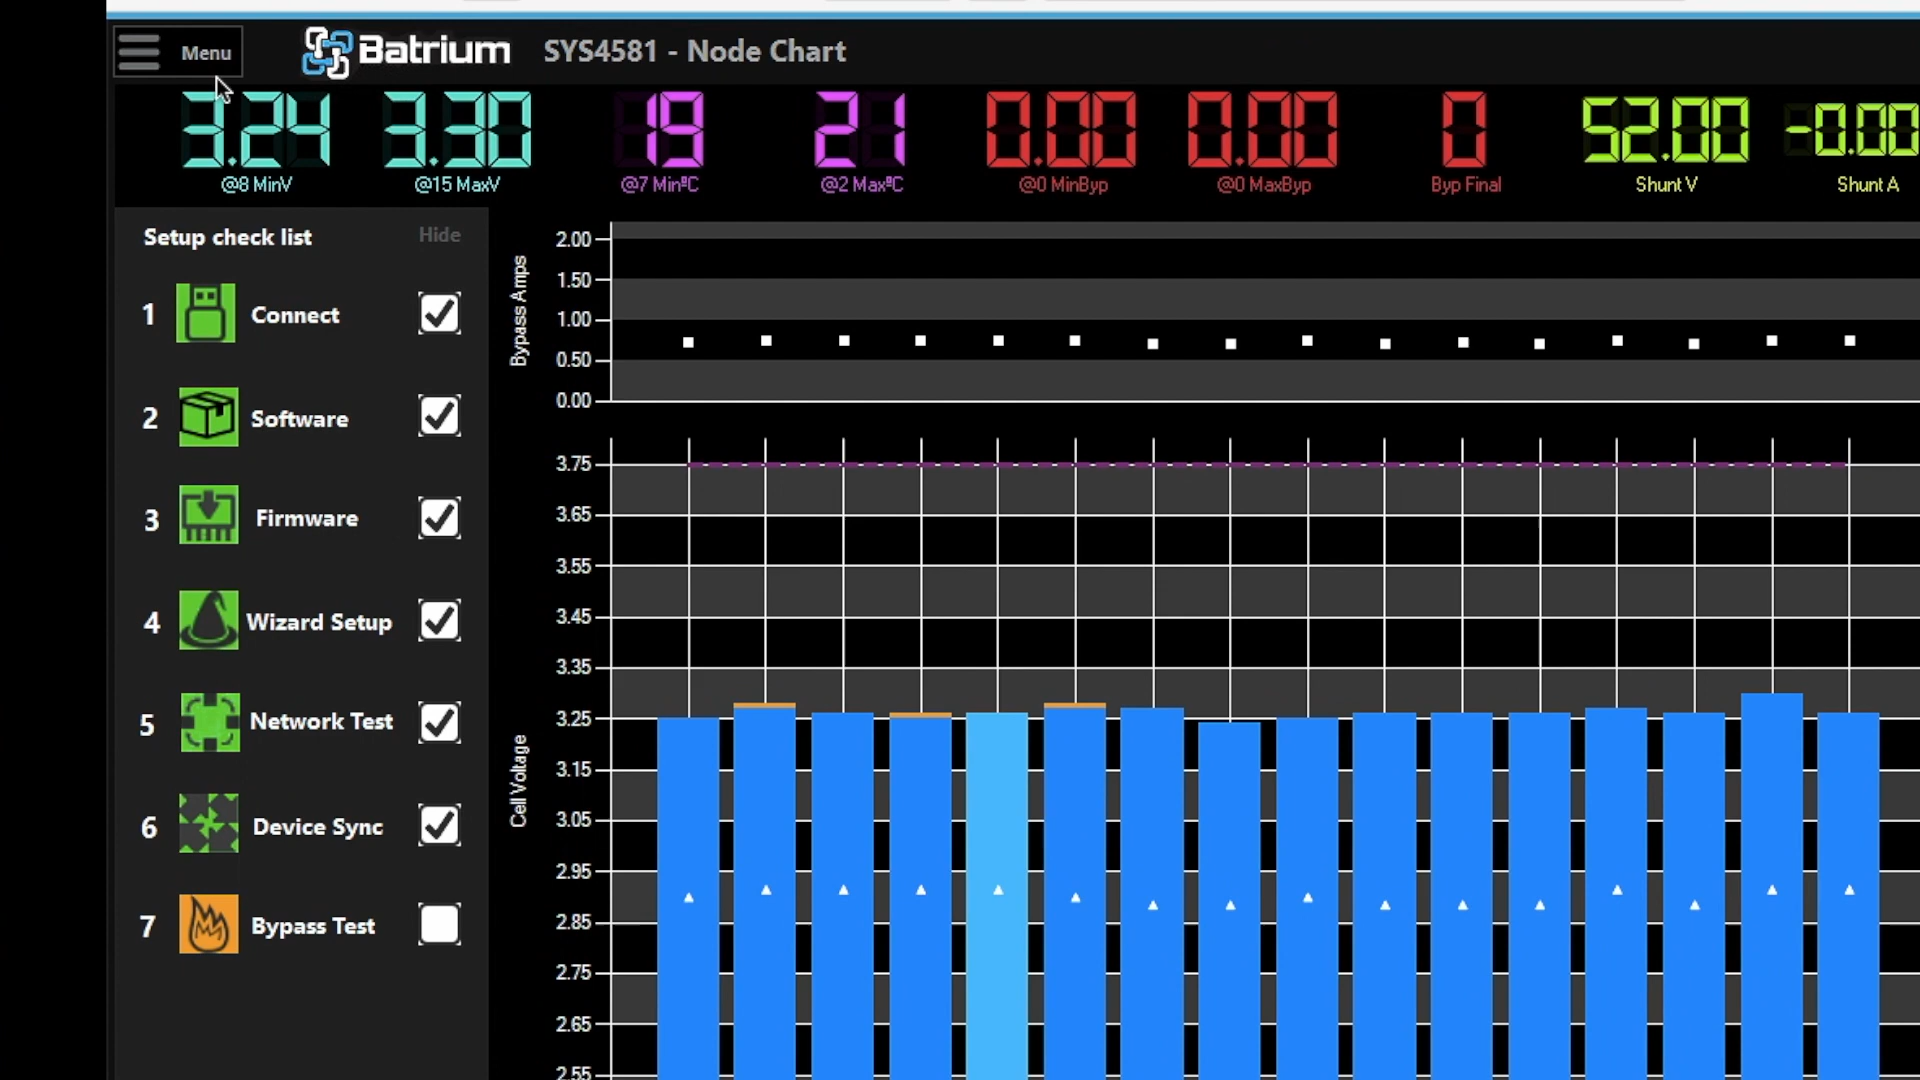 Menu
Batrium
SYS4581 - Node Chart
3.24 3.30 19 21 0.00 0.00 0 52.00 -0.00
@8 MinV @15 MaxV @7 MinºC @2 MaxºC @0 MinByp @0 MaxByp Byp Final Shunt V Shunt A
Setup check list Hide
1 Connect
2 Software
3 Firmware
4 Wizard Setup
5 Network Test
6 Device Sync
7 Bypass Test
Bypass Amps
2.00
1.50
1.00
0.50
0.00
Cell Voltage
3.75
3.65
3.55
3.45
3.35
3.25
3.15
3.05
2.95
2.85
2.75
2.65
2.55